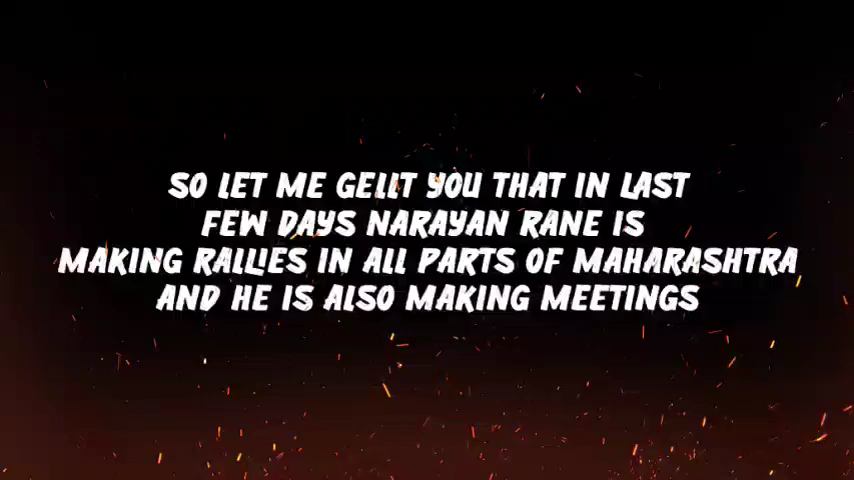 SO LET ME GELLT YOU THAT IN LAST
FEW DAYS NARAYAN RANE IS
MAKING RALLIES IN ALL PARTS OF MAHARASHTRA
AND HE IS ALSO MAKING MEETINGS